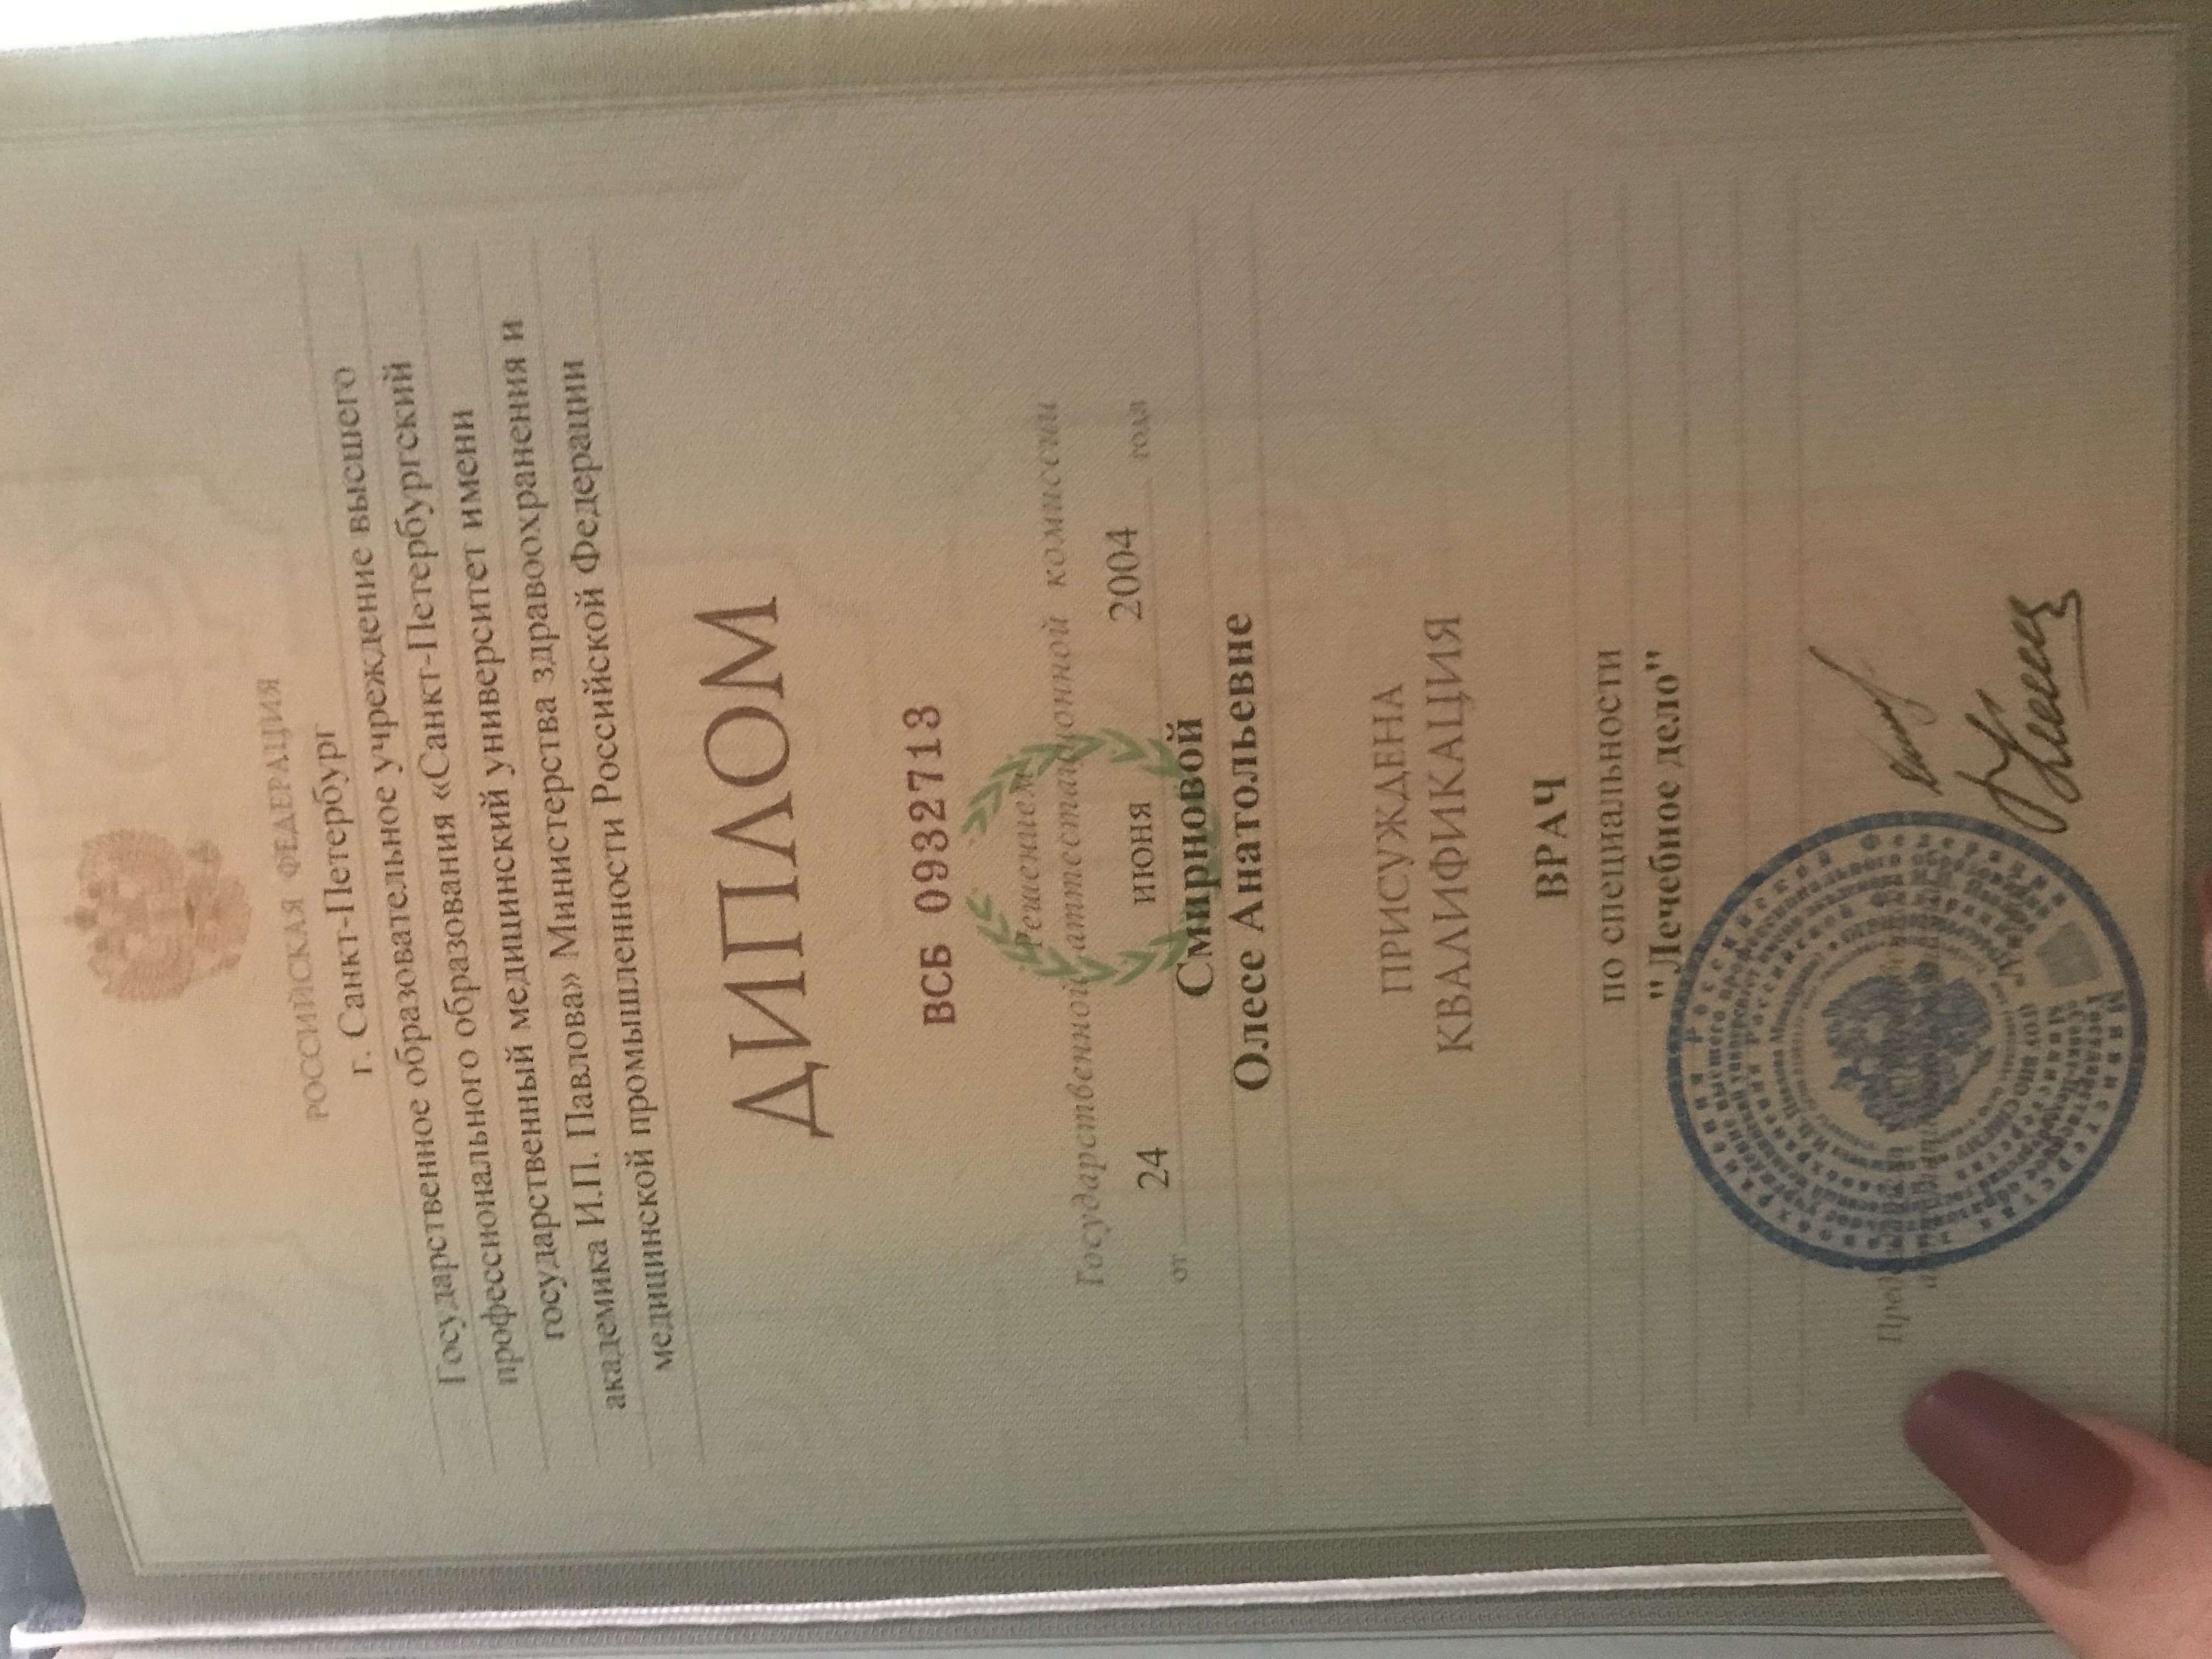 РОССИЙСКАЯ ФЕДЕРАЦИЯ
г. Санкт-Петербург
Государственное образовательное учреждение высшего
профессионального образования «Санкт-Петербургский
государственный медицинский университет имени
академика И.П. Павлова» Министерства здравоохранения и
медицинской промышленности Российской Федерации
ДИПЛОМ
ВСБ 0932713
Решением
Государственной аттестационной комиссии
от 24 июня 2004 года
Смирновой
Олесе Анатольевне
ПРИСУЖДЕНА
КВАЛИФИКАЦИЯ
ВРАЧ
по специальности
"Лечебное дело"